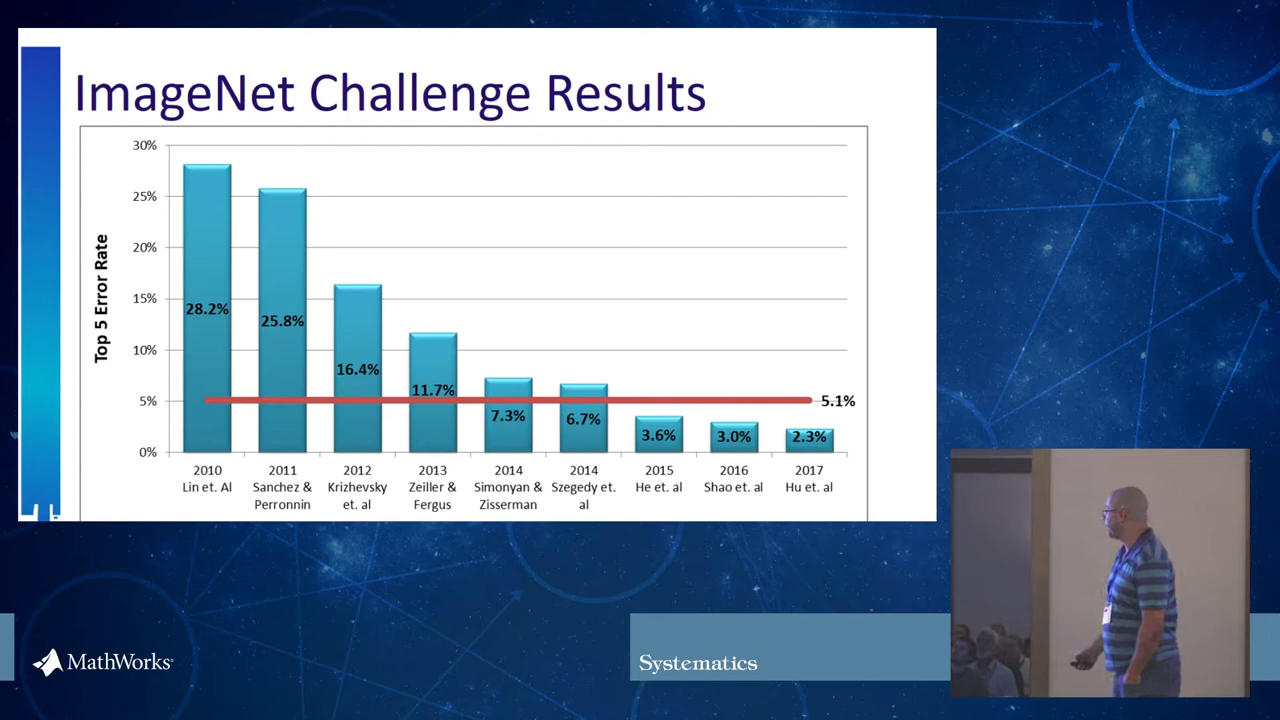 ImageNet Challenge Results
Top 5 Error Rate
30%
25%
20%
15%
10%
5%
0%
28.2%
25.8%
16.4%
11.7%
7.3%
6.7%
3.6%
3.0%
2.3%
5.1%
2010
Lin et. Al
2011
Sanchez &
Perronnin
2012
Krizhevsky
et. al
2013
Zeiller &
Fergus
2014
Simonyan &
Zisserman
2014
Szegedy et.
al
2015
He et. al
2016
Shao et. al
2017
Hu et. al
MathWorks®
Systematics